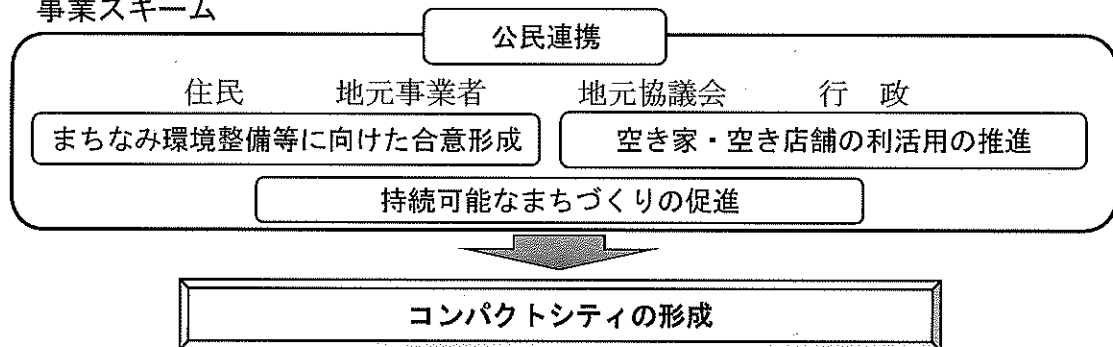 事業スキーム
公民連携
住民　地元事業者　地元協議会　行　政
まちなみ環境整備等に向けた合意形成　空き家・空き店舗の利活用の推進
持続可能なまちづくりの促進
コンパクトシティの形成